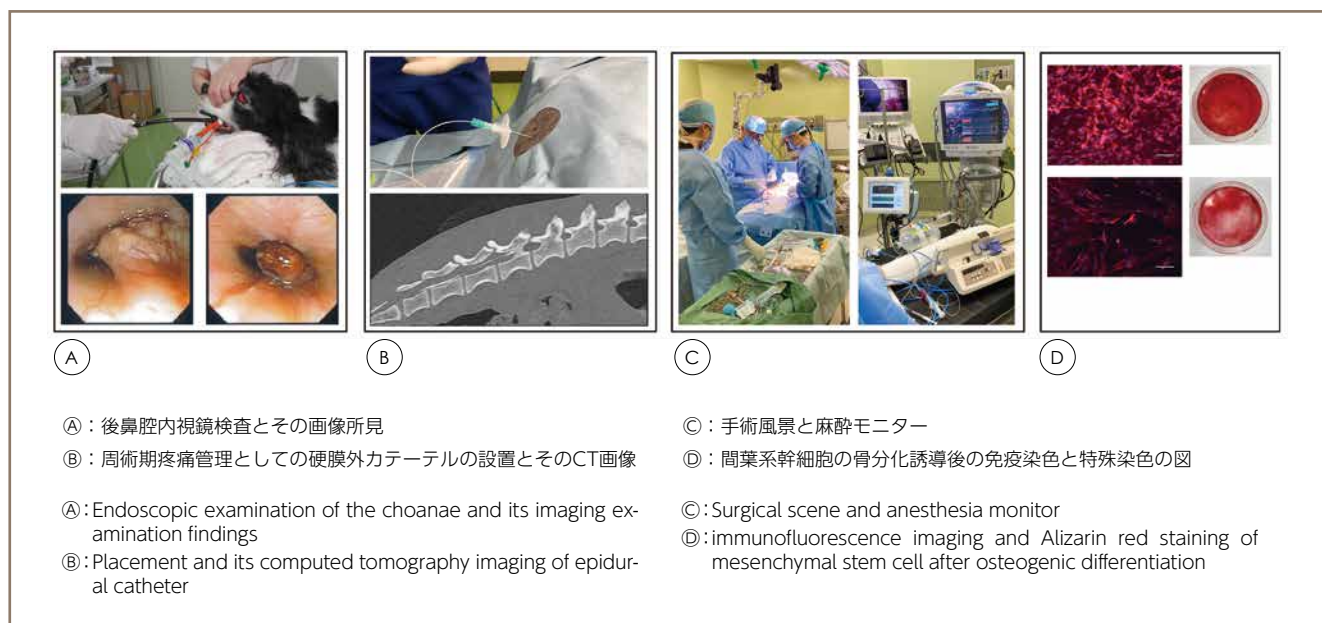 A
B
C
D
Ⓐ：後鼻腔内視鏡検査とその画像所見
Ⓑ：周術期疼痛管理としての硬膜外カテーテルの設置とそのCT画像
Ⓐ：Endoscopic examination of the choanae and its imaging ex-
amination findings
Ⓑ：Placement and its computed tomography imaging of epidur-
al catheter
Ⓒ：手術風景と麻酔モニター
Ⓓ：間葉系幹細胞の骨分化誘導後の免疫染色と特殊染色の図
Ⓒ：Surgical scene and anesthesia monitor
Ⓓ：immunofluorescence imaging and Alizarin red staining of
mesenchymal stem cell after osteogenic differentiation